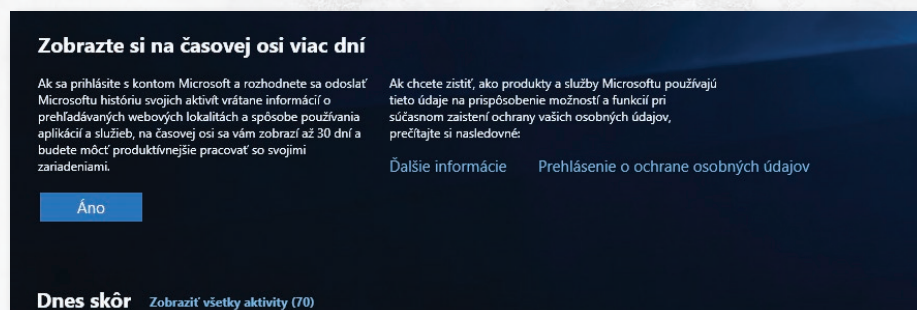 Zobrazte si na časovej osi viac dní
Ak sa prihlásite s kontom Microsoft a rozhodnete sa odoslať
Microsoftu históriu svojich aktivít vrátane informácií o
prehľadávaných webových lokalitách a spôsobe používania
aplikácií a služieb, na časovej osi sa vám zobrazí až 30 dní a
budete môcť produktívnejšie pracovať so svojimi
zariadeniami.
Áno
Ak chcete zistiť, ako produkty a služby Microsoftu používajú
tieto údaje na prispôsobenie možností a funkcií pri
súčasnom zaistení ochrany vašich osobných údajov,
prečítajte si nasledovné:
Ďalšie informácie Prehlásenie o ochrane osobných údajov
Dnes skôr Zobraziť všetky aktivity (70)